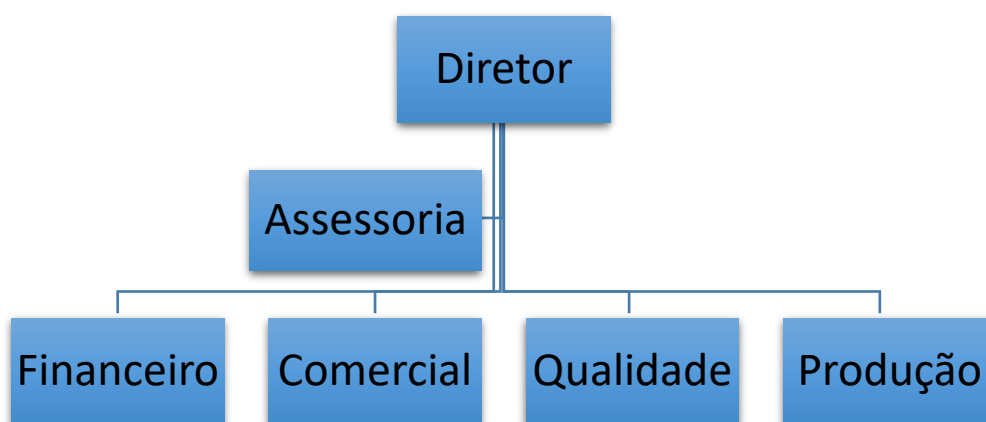 Diretor
Assessoria
Financeiro
Comercial
Qualidade
Produção